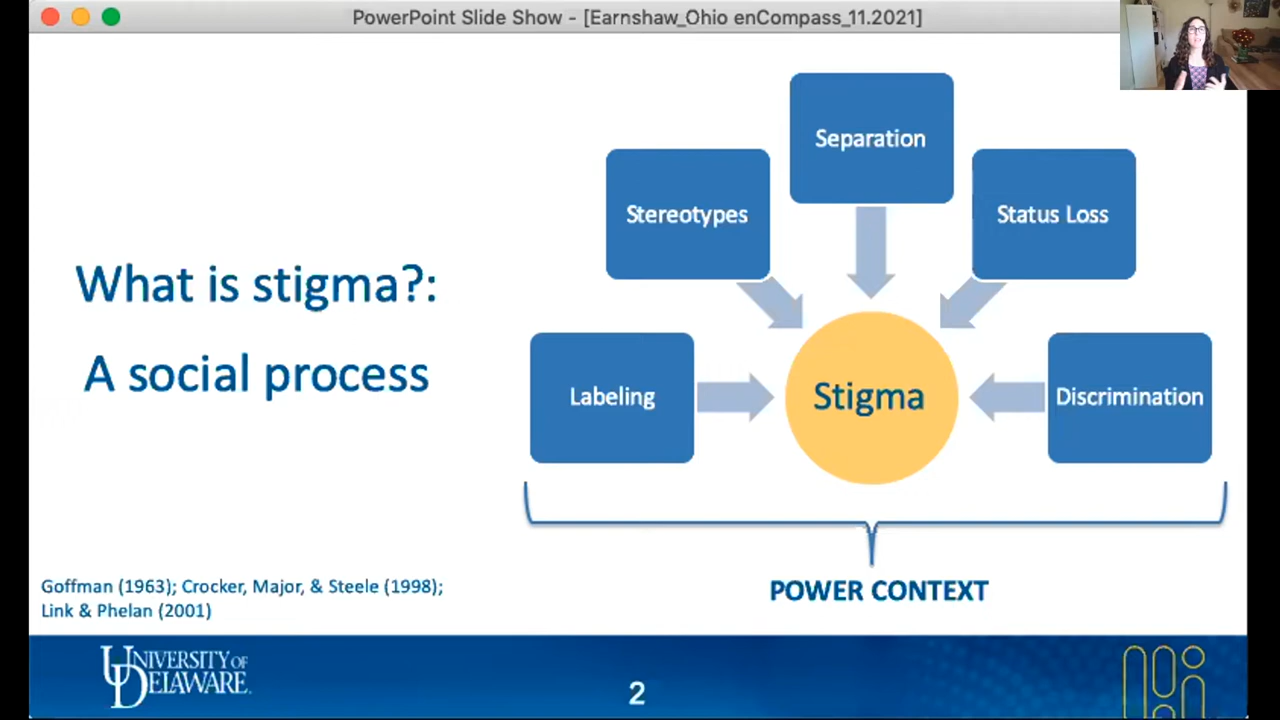 PowerPoint Slide Show - [Earnshaw_Ohio enCompass_11.2021]
What is stigma?:
A social process
Separation
Stereotypes
Status Loss
Labeling
Stigma
Discrimination
POWER CONTEXT
Goffman (1963); Crocker, Major, & Steele (1998);
Link & Phelan (2001)
UNIVERSITY OF
DELAWARE.
2